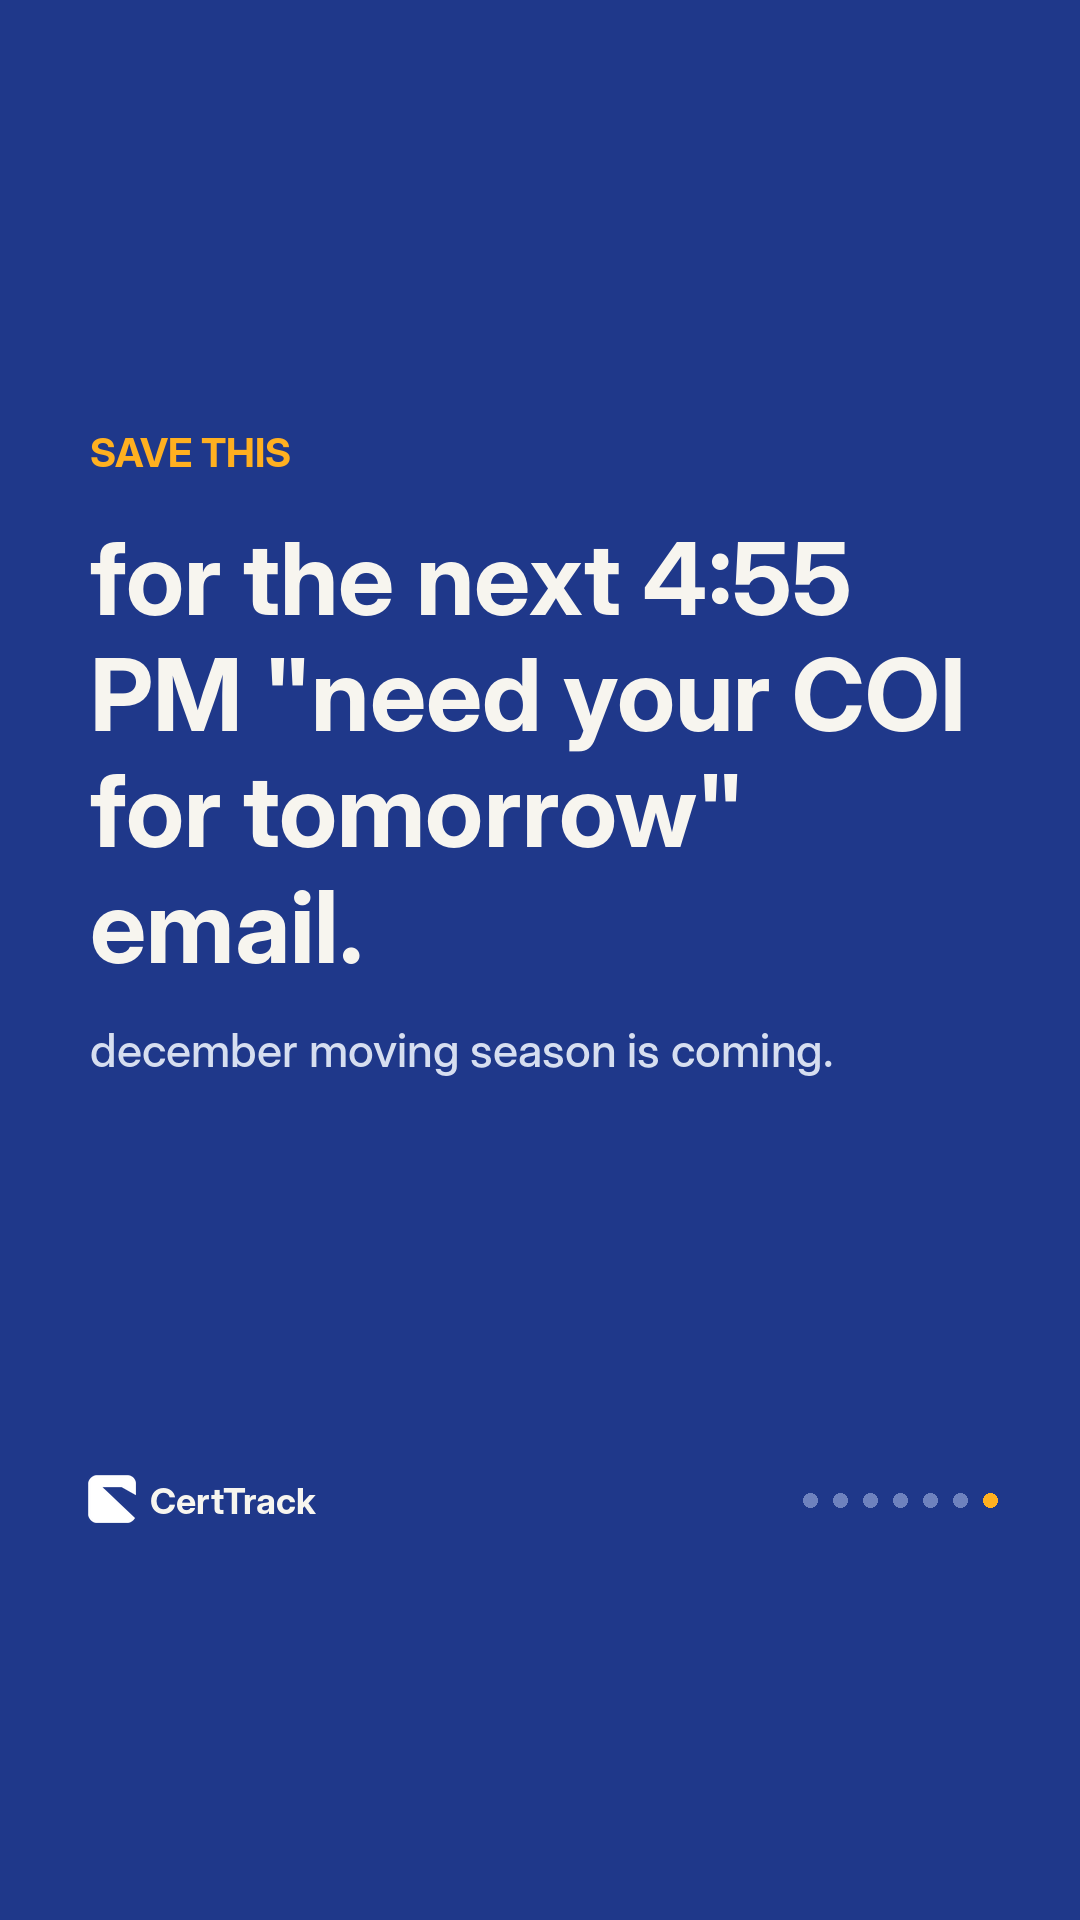 SAVE THIS
for the next 4:55
PM "need your COI
for tomorrow"
email.
december moving season is coming.
CertTrack